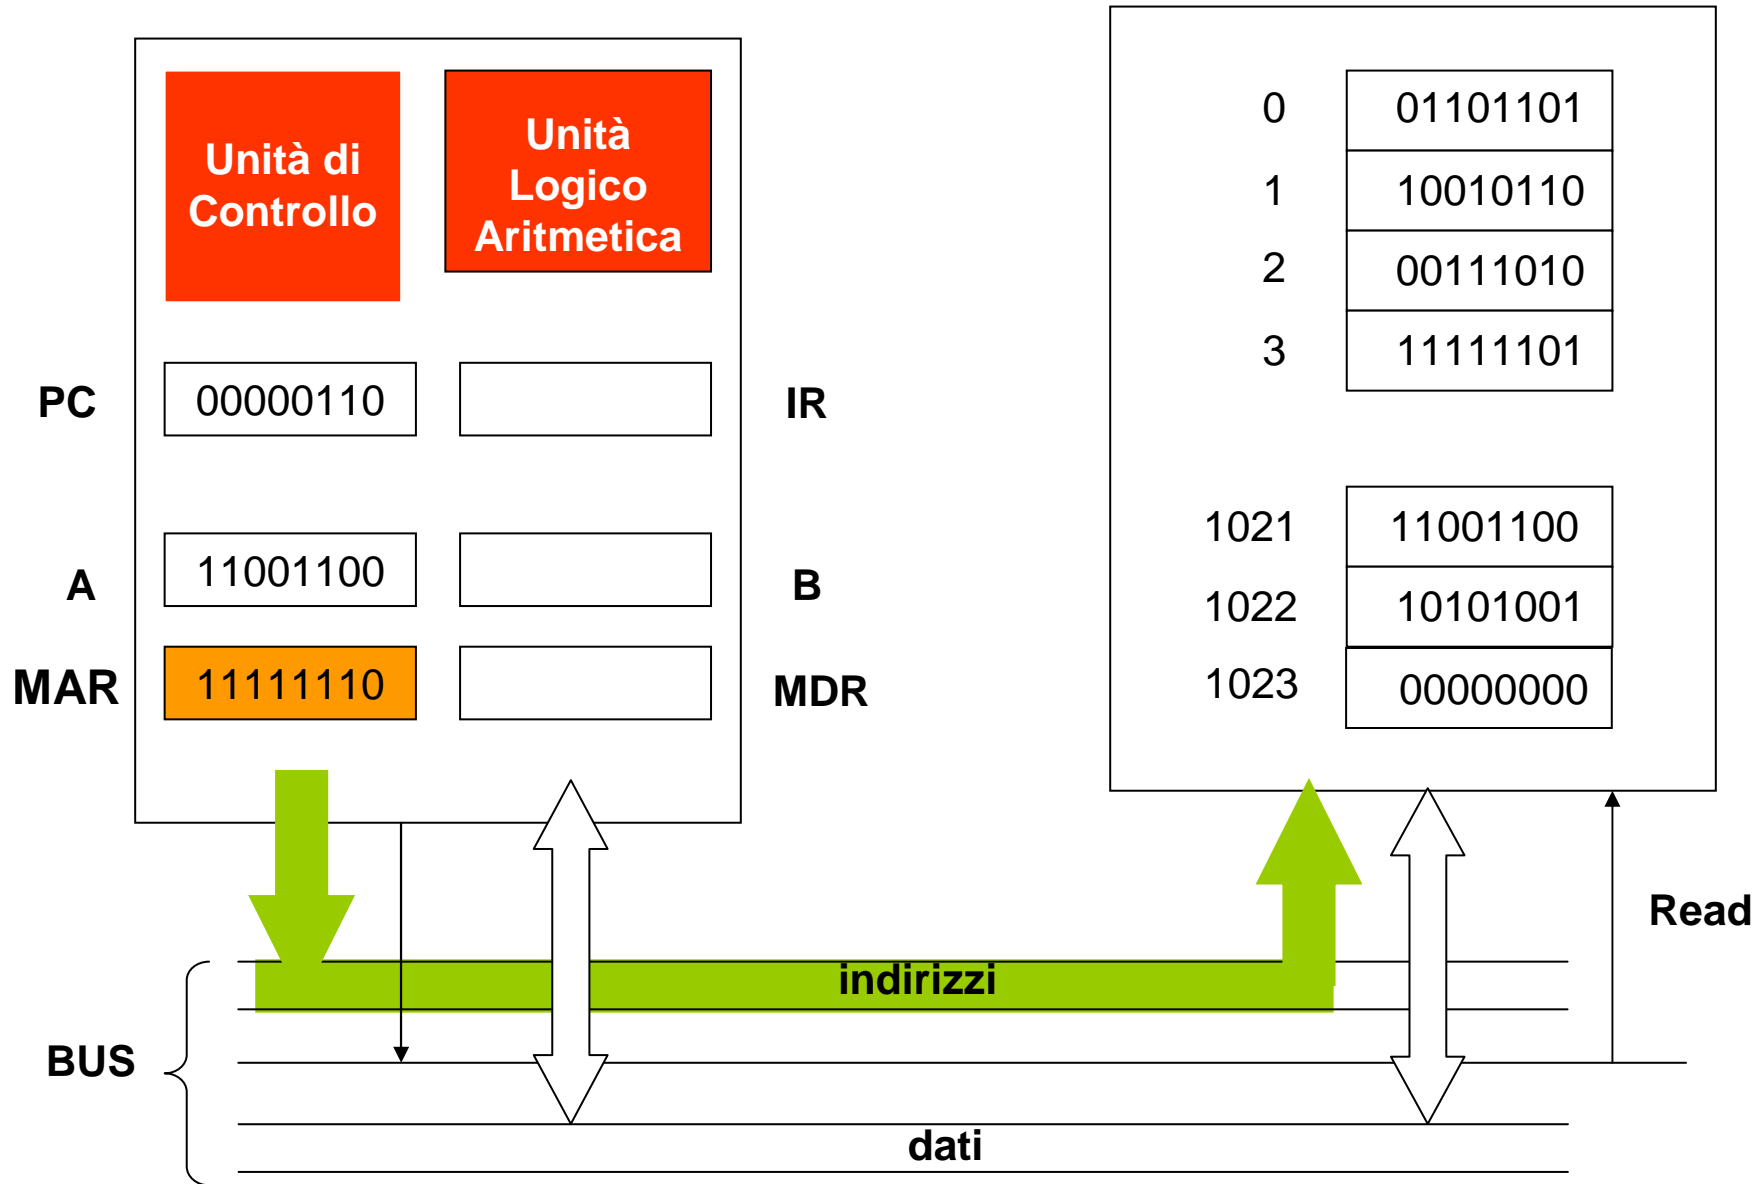 Unità di
Controllo
Unità
Logico
Aritmetica
PC
00000110
IR
A
11001100
B
MAR
11111110
MDR
0
01101101
1
10010110
2
00111010
3
11111101
1021
11001100
1022
10101001
1023
00000000
Read
indirizzi
BUS
dati